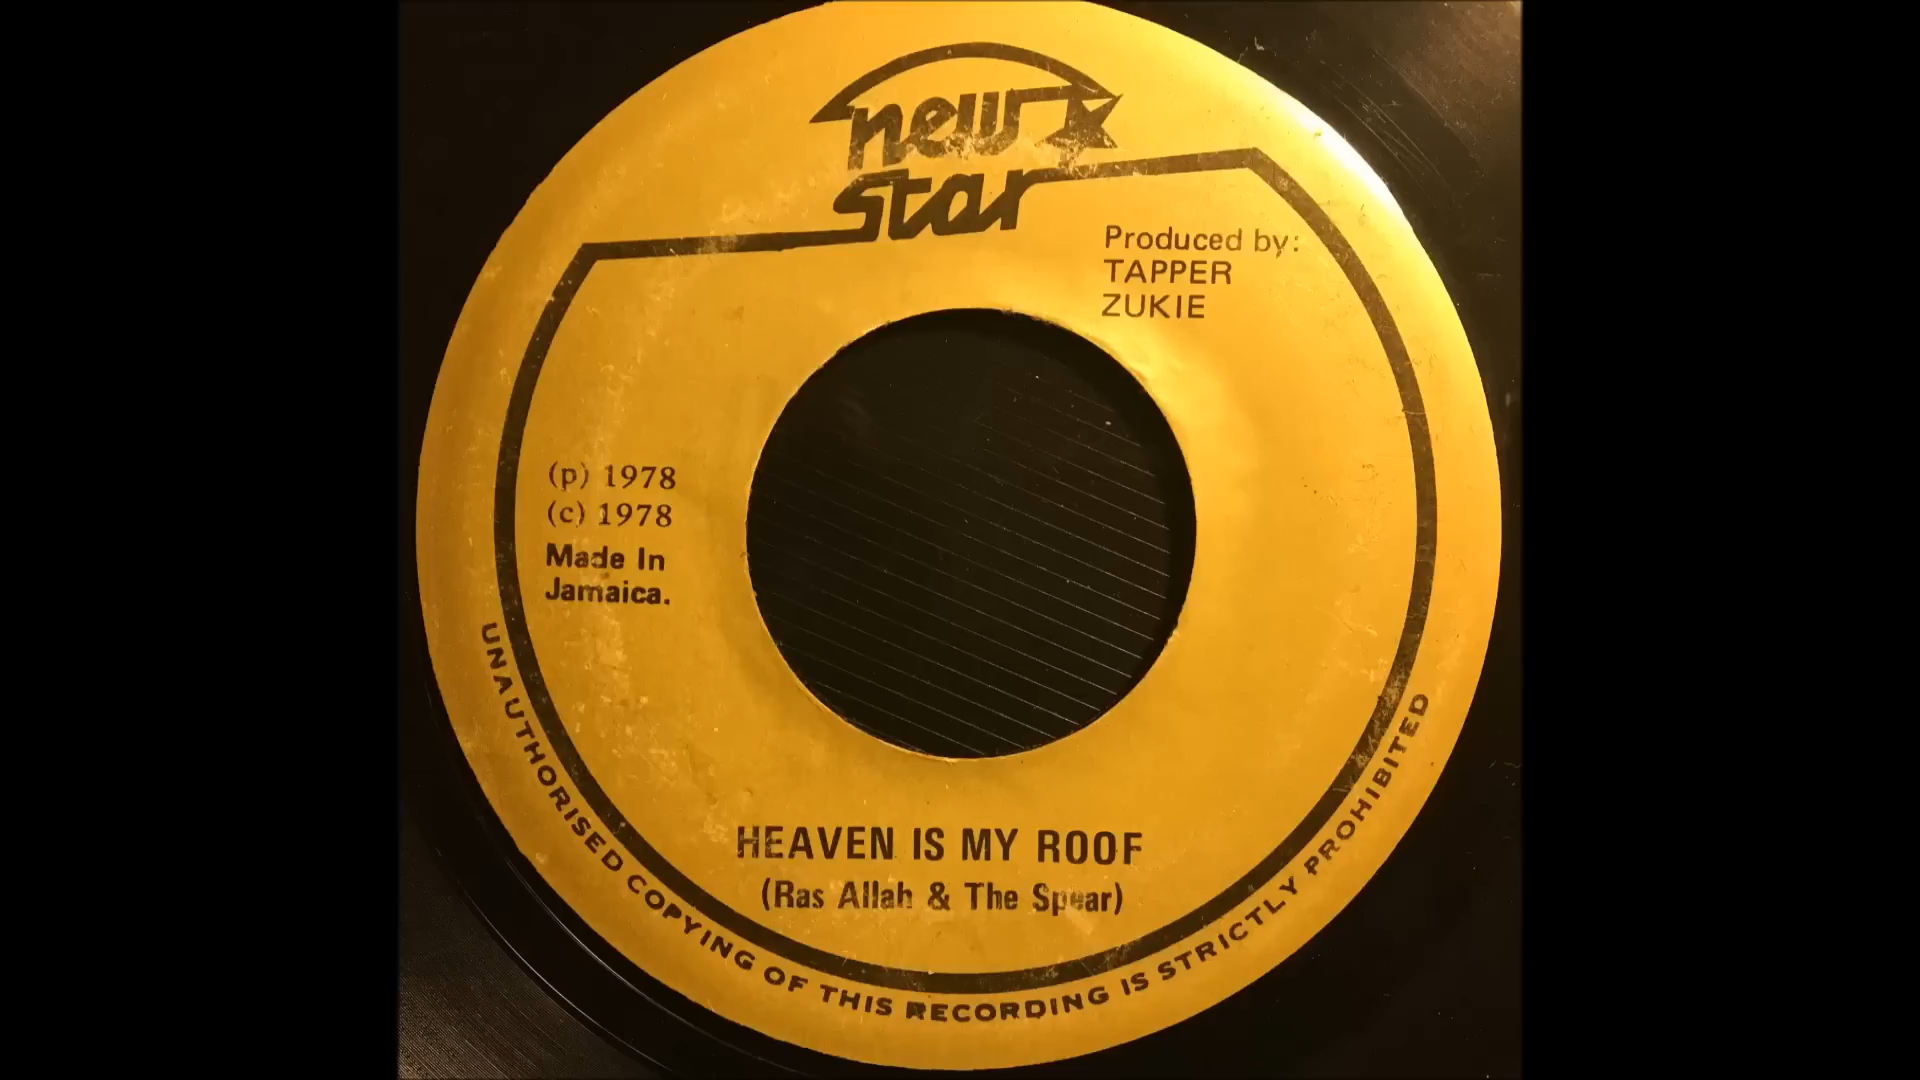 new
star
Produced by:
TAPPER
ZUKIE
(p) 1978
(c) 1978
Made In
Jamaica.
HEAVEN IS MY ROOF
(Ras Allah & The Spear)
UNAUTHORISED COPYING OF THIS RECORDING IS STRICTLY PROHIBITED